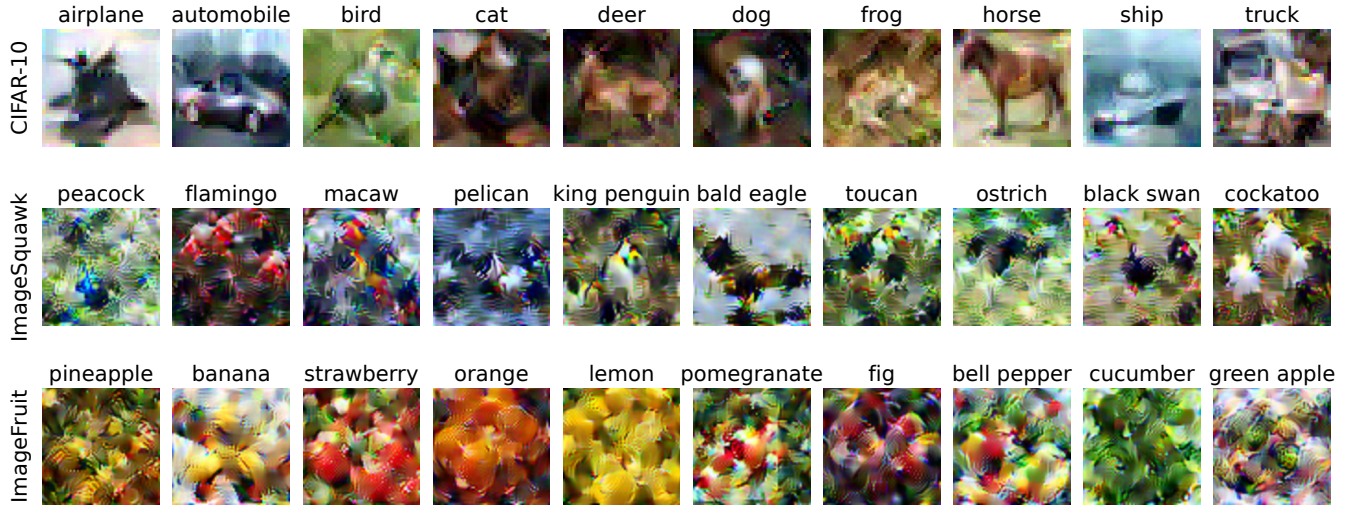 airplane automobile bird cat deer dog frog horse ship truck
CIFAR-10
peacock flamingo macaw pelican king penguin bald eagle toucan ostrich black swan cockatoo
ImageSquawk
pineapple banana strawberry orange lemon pomegranate fig bell pepper cucumber green apple
ImageFruit